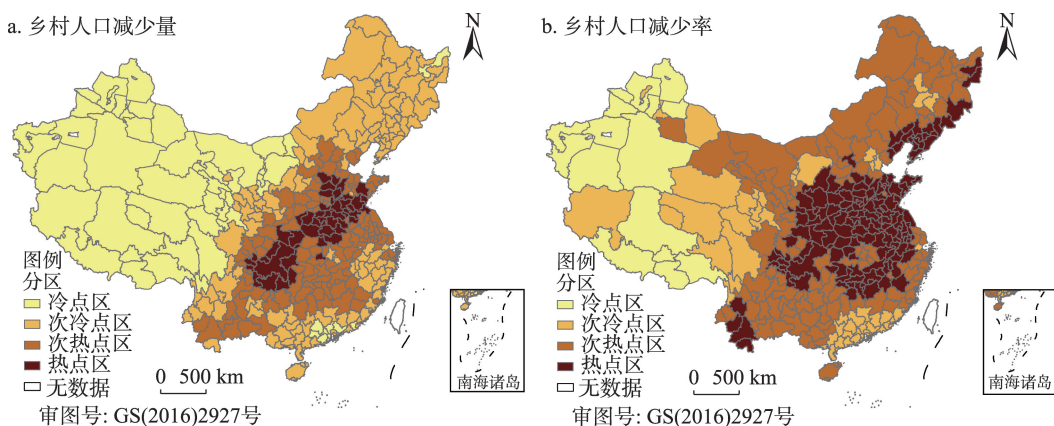 a. 乡村人口减少量
N
图例
分区
冷点区
次冷点区
次热点区
热点区
无数据
0 500 km
南海诸岛
审图号: GS(2016)2927号
b. 乡村人口减少率
N
图例
分区
冷点区
次冷点区
次热点区
热点区
无数据
0 500 km
南海诸岛
审图号: GS(2016)2927号